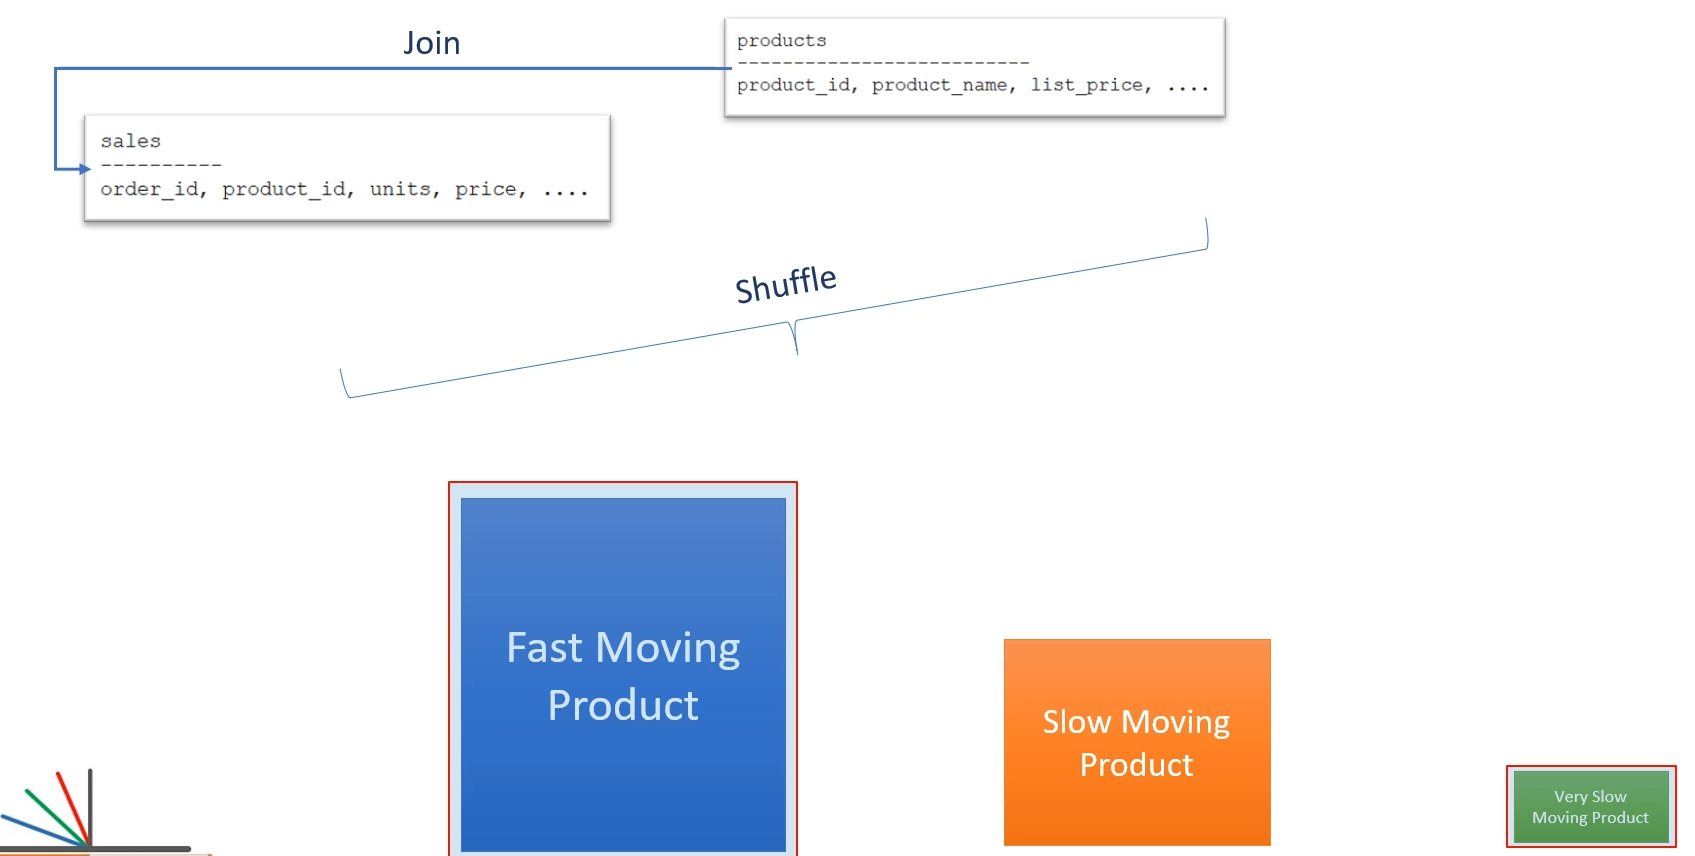 Join
products
--------------------------
product_id, product_name, list_price, ....
sales
----------
order_id, product_id, units, price, ....
Shuffle
Fast Moving
Product
Slow Moving
Product
Very Slow
Moving Product